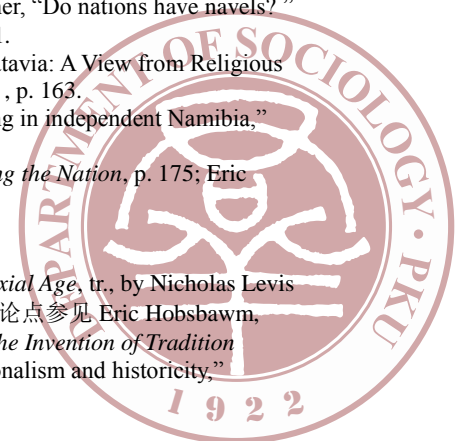 ner, “Do nations have navels? ”
1.
tavia: A View from Religious
, p. 163.
ng in independent Namibia,”
ng the Nation, p. 175; Eric
xial Age, tr., by Nicholas Levis
论点参见 Eric Hobsbawm,
he Invention of Tradition
onalism and historicity,”
DEPARTMENT OF SOCIOLOGY · PKU
1922